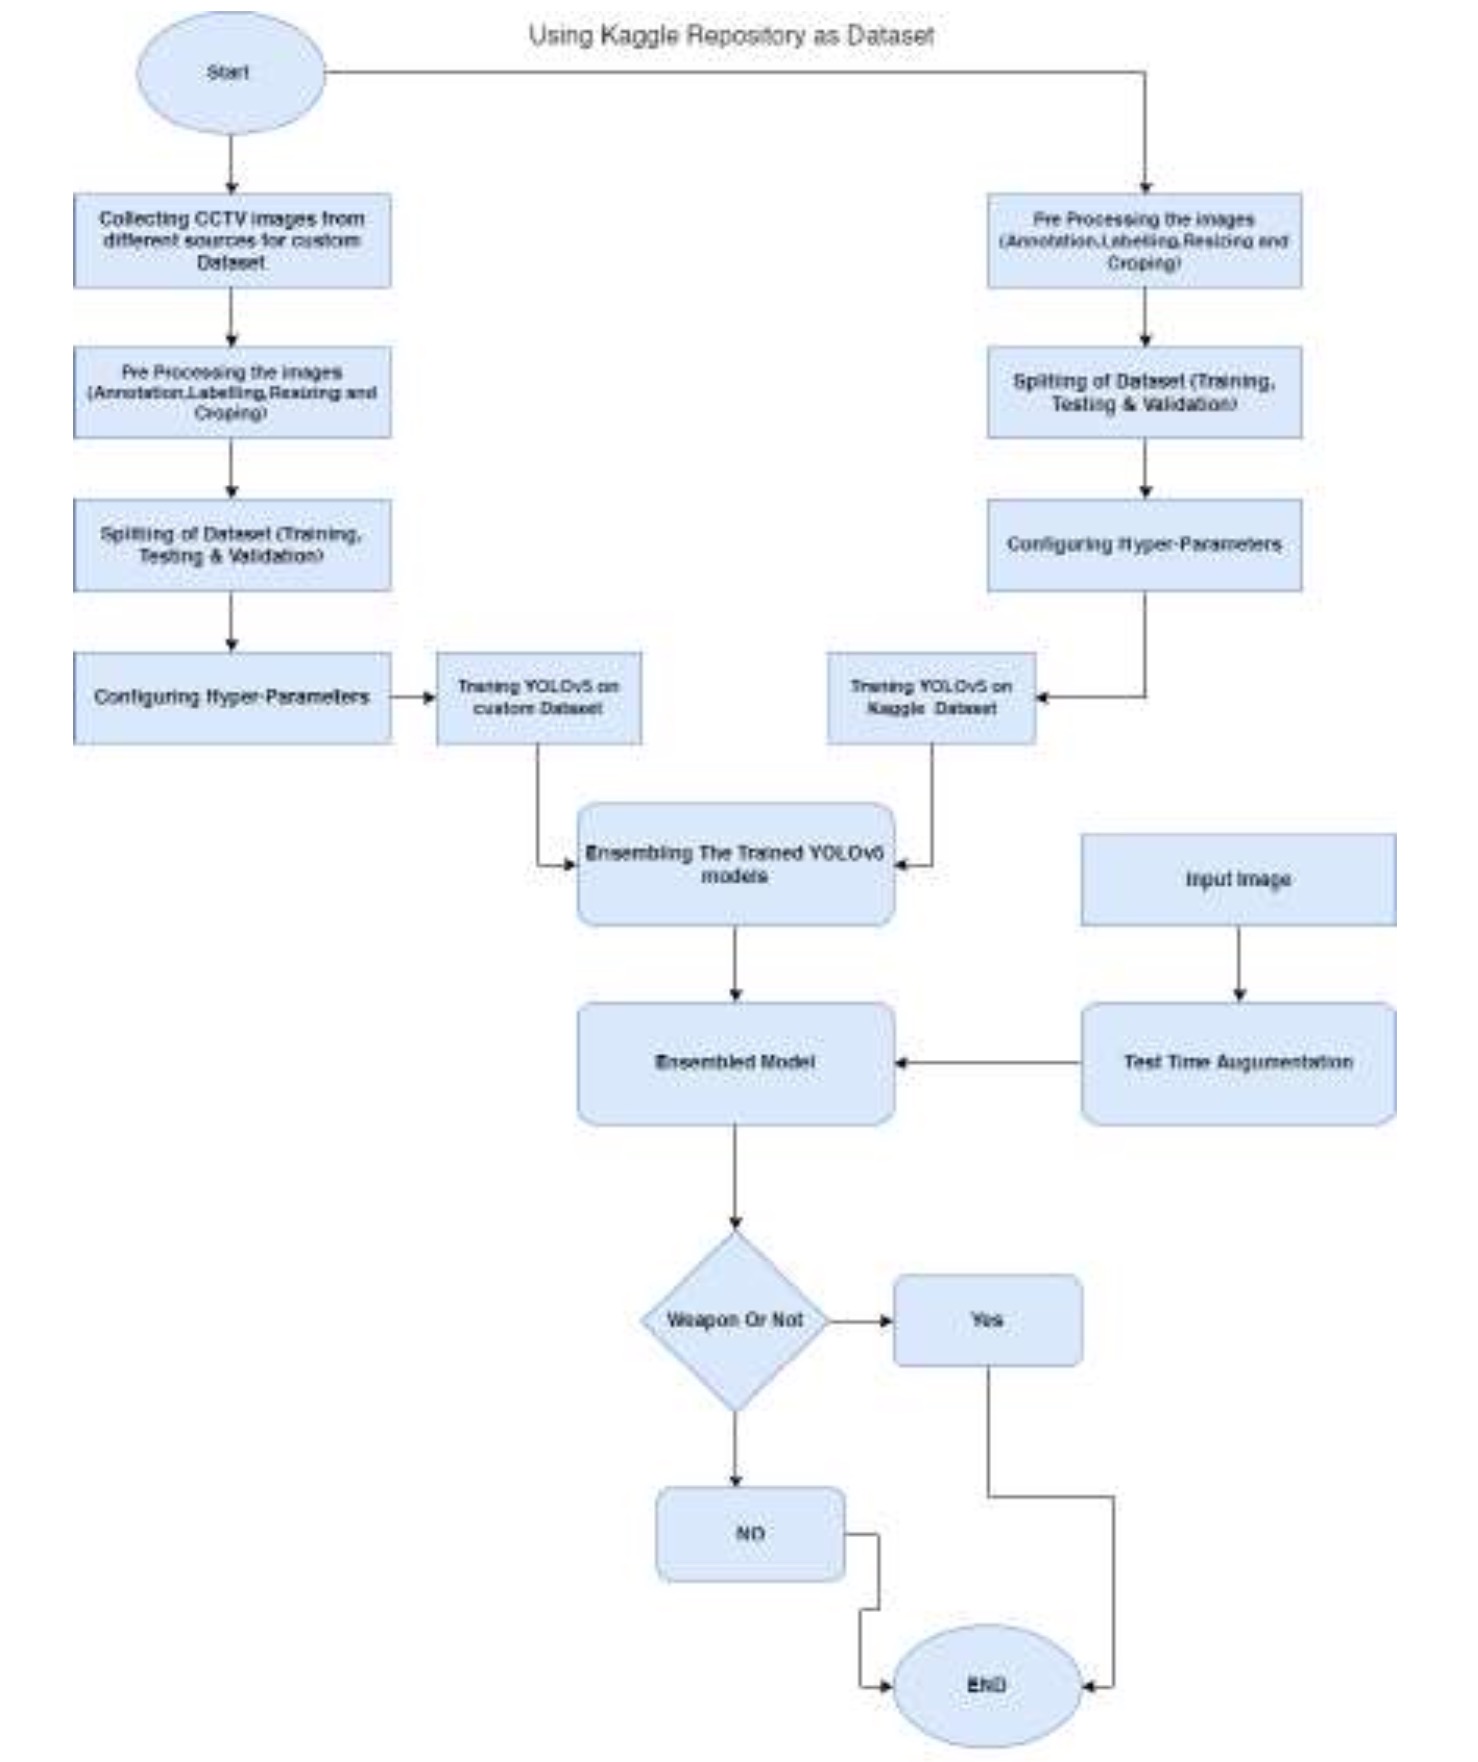 Using Kaggle Repository as Dataset
Start
Collecting CCTV images from
different sources for custom
Dataset
Pre Processing the images
(Annotation,Labelling,Resizing and
Croping)
Splitting of Dataset (Training,
Testing & Validation)
Configuring Hyper-Parameters
Traning YOLOv5 on
custom Dataset
Pre Processing the images
(Annotation,Labelling,Resizing and
Croping)
Splitting of Dataset (Training,
Testing & Validation)
Configuring Hyper-Parameters
Traning YOLOv5 on
Kaggle Dataset
Ensembling The Trained YOLOv5
models
Input Image
Ensembled Model
Test Time Augumentation
Weapon Or Not
Yes
NO
END